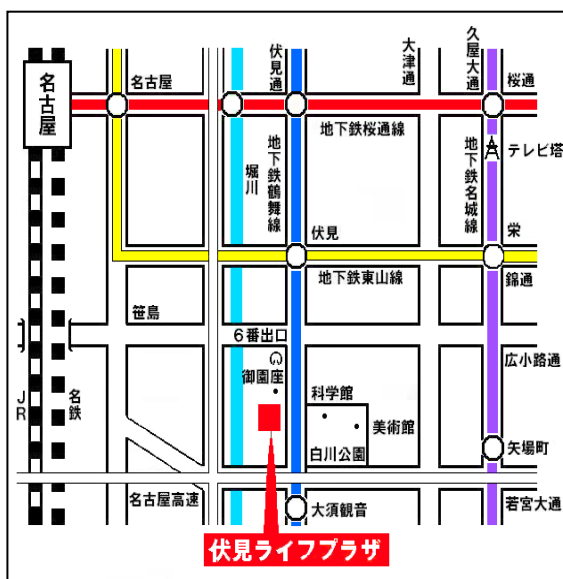 伏見通
大津通
久屋大通
名古屋
名古屋
桜通
地下鉄桜通線
テレビ塔
地下鉄鶴舞線
地下鉄名城線
堀川
伏見
栄
地下鉄東山線
錦通
笹島
6番出口
広小路通
御園座
科学館
JR
名鉄
美術館
白川公園
矢場町
名古屋高速
大須観音
若宮大通
伏見ライフプラザ